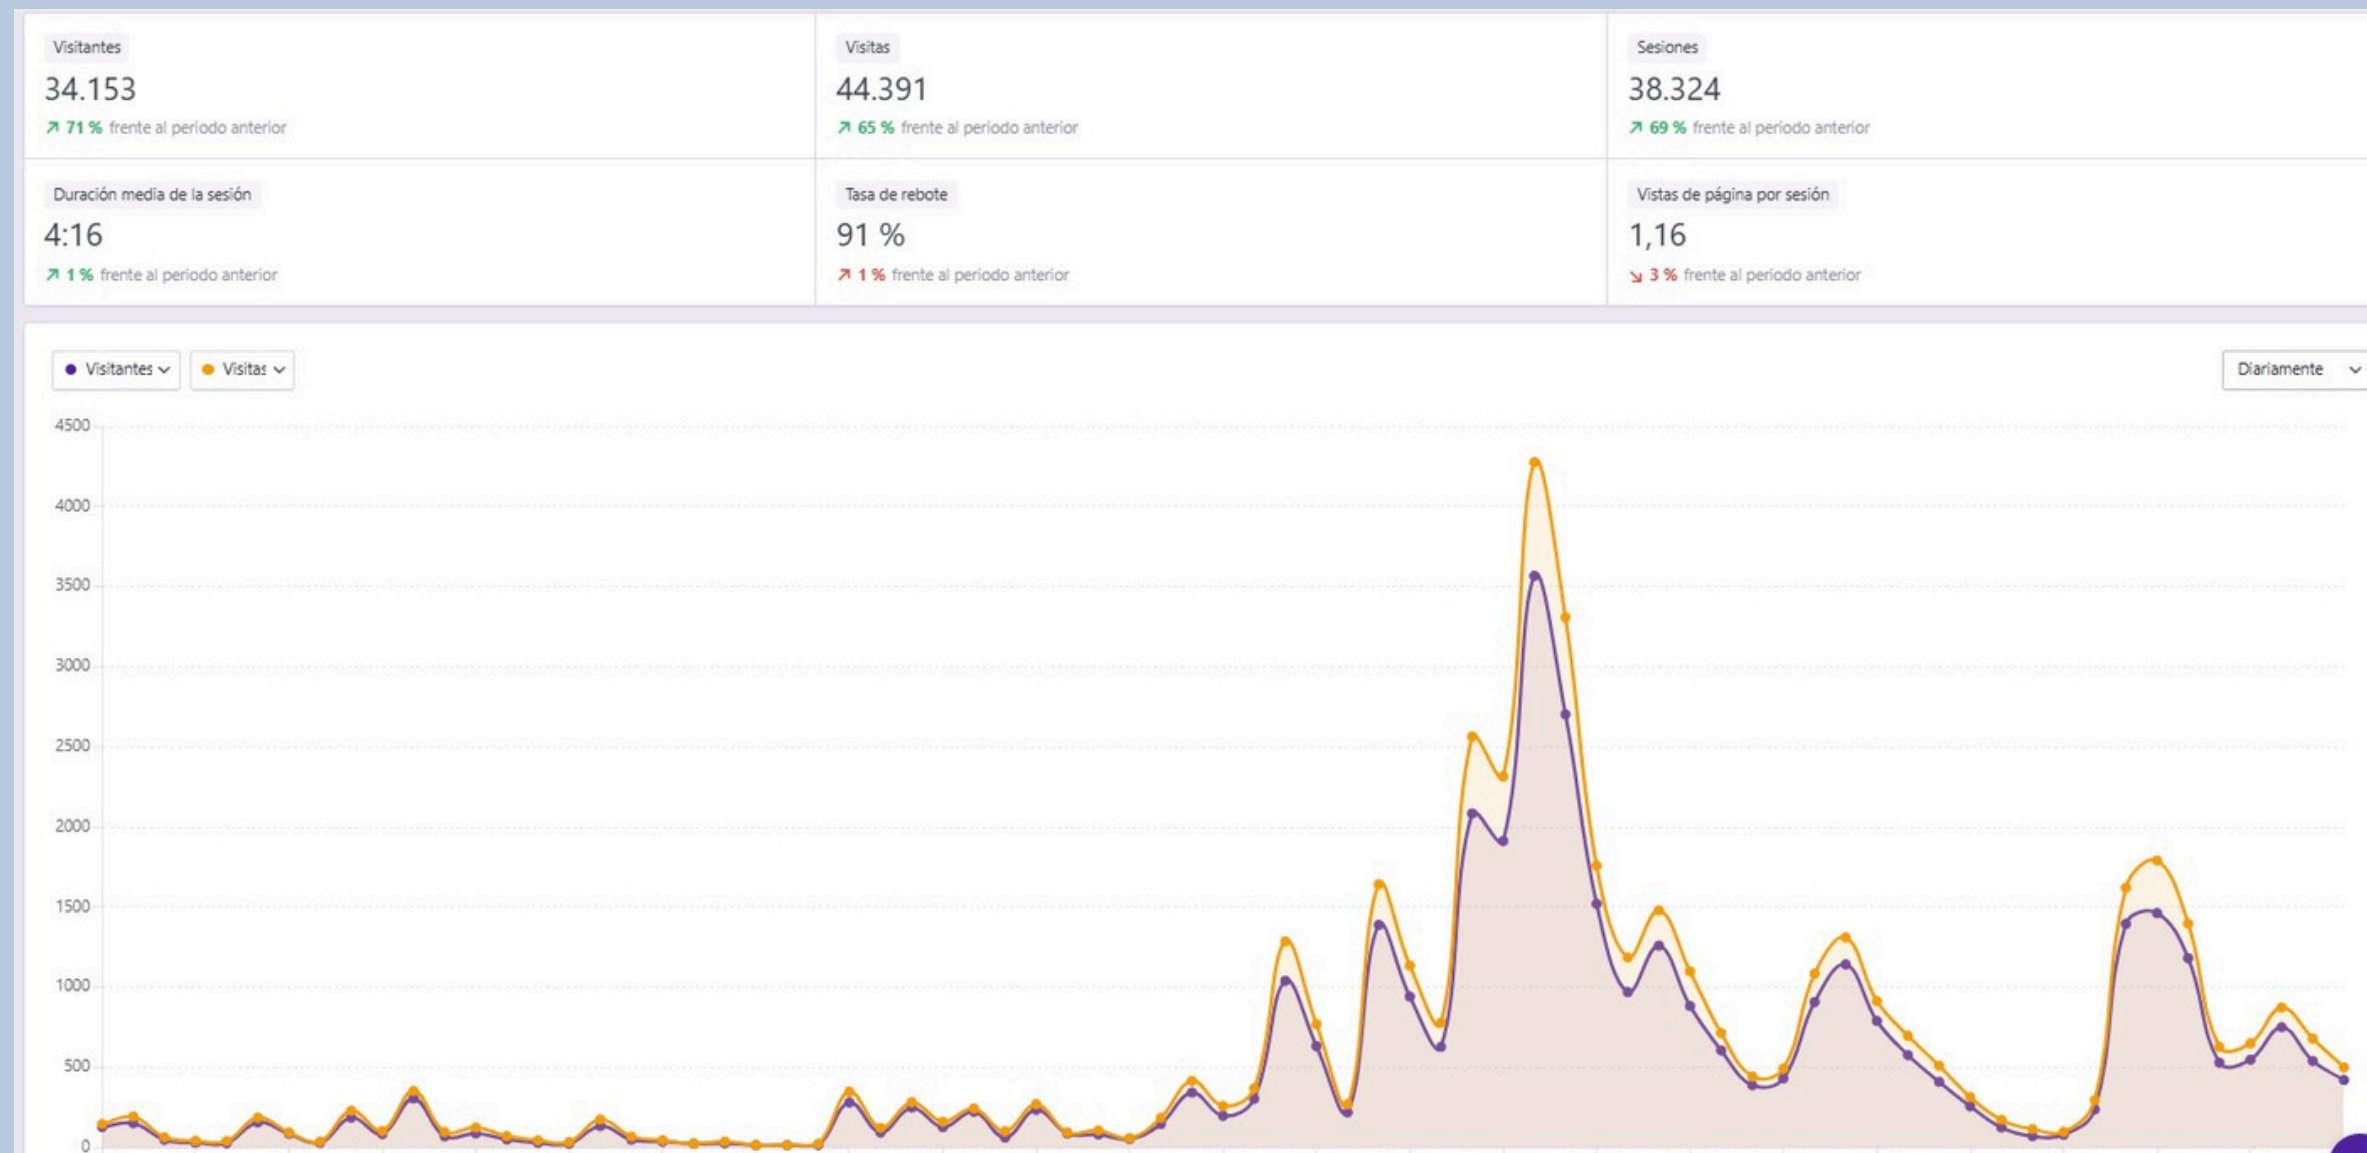 Visitantes
34.153
↗ 71 % frente al periodo anterior
Visitas
44.391
↗ 65 % frente al periodo anterior
Sesiones
38.324
↗ 69 % frente al periodo anterior
Duración media de la sesión
4:16
↗ 1 % frente al periodo anterior
Tasa de rebote
91 %
↗ 1 % frente al periodo anterior
Vistas de página por sesión
1,16
↘ 3 % frente al periodo anterior
Visitantes
Visitas
Diariamente
4500
4000
3500
3000
2500
2000
1500
1000
500
0